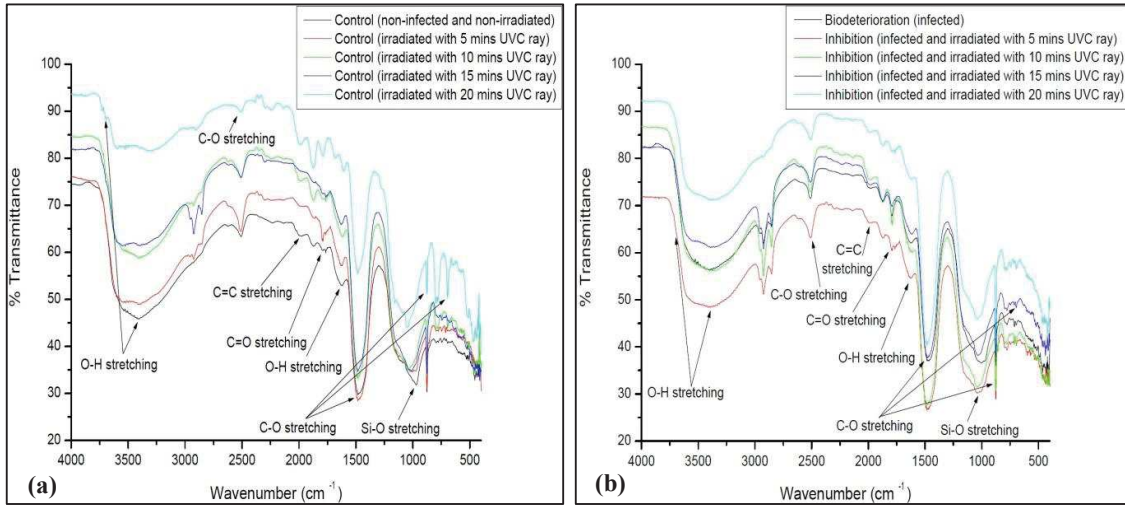 Control (non-infected and non-irradiated)
Control (irradiated with 5 mins UVC ray)
Control (irradiated with 10 mins UVC ray)
Control (irradiated with 15 mins UVC ray)
Control (irradiated with 20 mins UVC ray)
100
90
80
70
60
50
40
30
20
% Transmittance
C-O stretching
C=C stretching
C=O stretching
O-H stretching
O-H stretching
C-O stretching
Si-O stretching
4000 3500 3000 2500 2000 1500 1000 500
(a)
Wavenumber (cm -1)
Biodeterioration (infected)
Inhibition (infected and irradiated with 5 mins UVC ray)
Inhibition (infected and irradiated with 10 mins UVC ray)
Inhibition (infected and irradiated with 15 mins UVC ray)
Inhibition (infected and irradiated with 20 mins UVC ray)
100
90
80
70
60
50
40
30
20
% Transmittance
C=C
stretching
C-O stretching
C=O stretching
O-H stretching
O-H stretching
C-O stretching
Si-O stretching
4000 3500 3000 2500 2000 1500 1000 500
(b)
Wavenumber (cm -1)